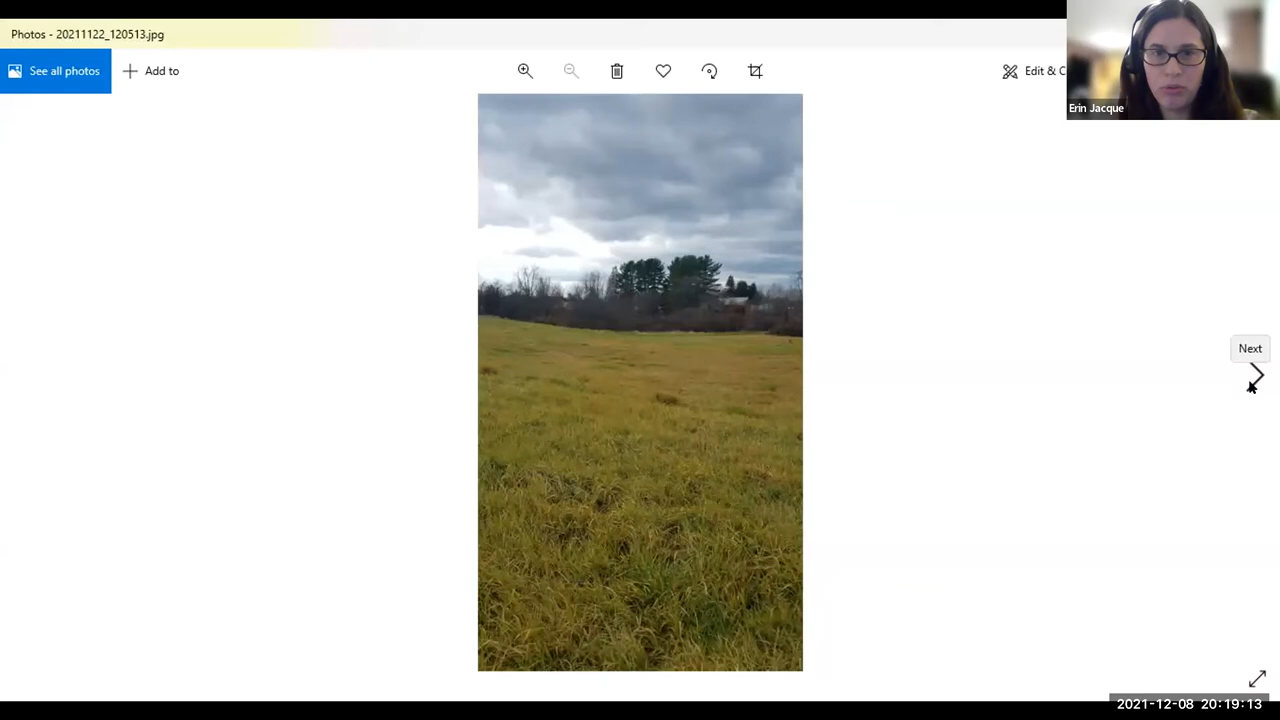 Photos - 20211122_120513.jpg
See all photos
Add to
Edit & C
Erin Jacque
Next
2021-12-08 20:19:13